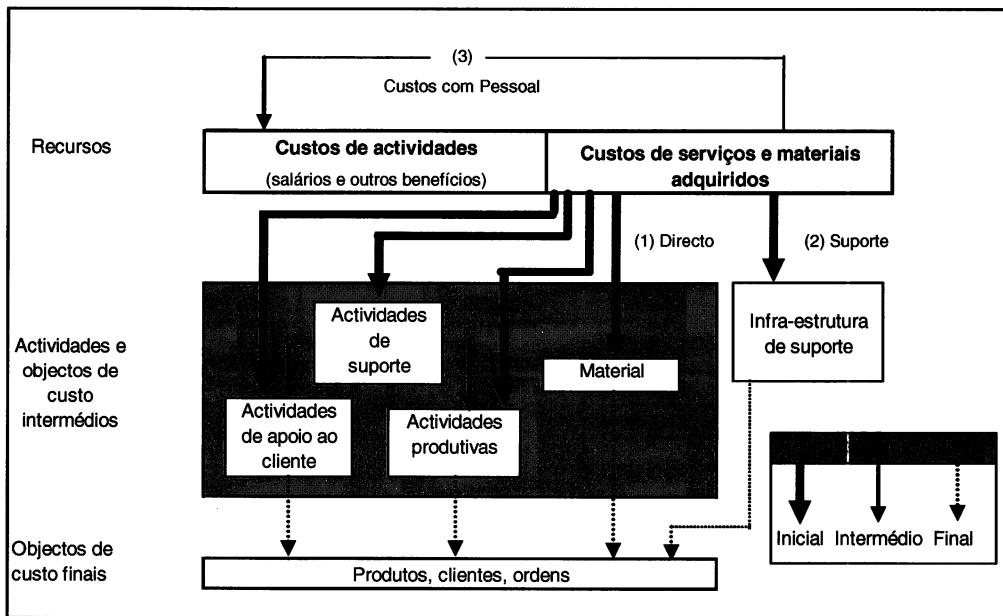 (3)
Custos com Pessoal
Recursos
Custos de actividades
(salários e outros benefícios)
Custos de serviços e materiais
adquiridos
(1) Directo
(2) Suporte
Actividades e
objectos de
custo
intermédios
Actividades
de
suporte
Material
Infra-estrutura
de suporte
Actividades
de apoio ao
cliente
Actividades
produtivas
Inicial Intermédio Final
Objectos de
custo finais
Produtos, clientes, ordens